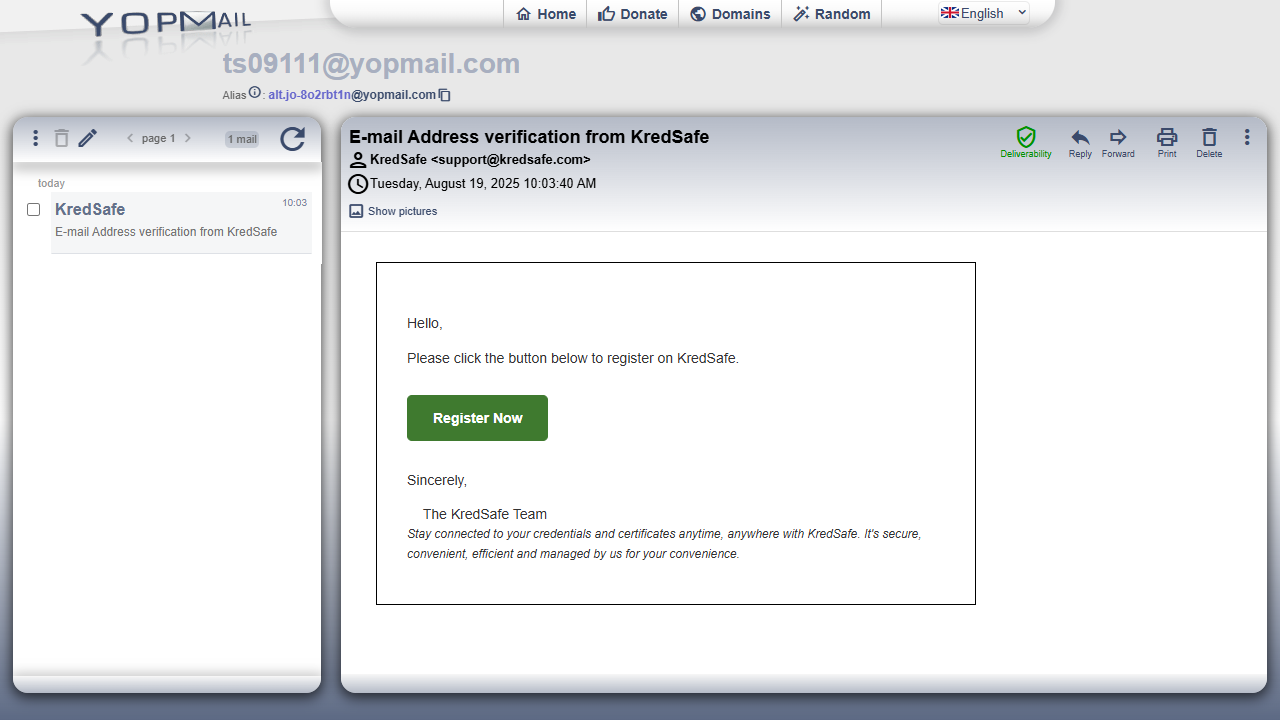 YOPMAIL
Home
Donate
Domains
Random
English
ts09111@yopmail.com
Alias : alt.jo-8o2rbt1n@yopmail.com
page 1
1 mail
today
KredSafe
10:03
E-mail Address verification from KredSafe
E-mail Address verification from KredSafe
KredSafe <support@kredsafe.com>
Tuesday, August 19, 2025 10:03:40 AM
Show pictures
Deliverability
Reply
Forward
Print
Delete
Hello,
Please click the button below to register on KredSafe.
Register Now
Sincerely,
The KredSafe Team
Stay connected to your credentials and certificates anytime, anywhere with KredSafe. It's secure,
convenient, efficient and managed by us for your convenience.